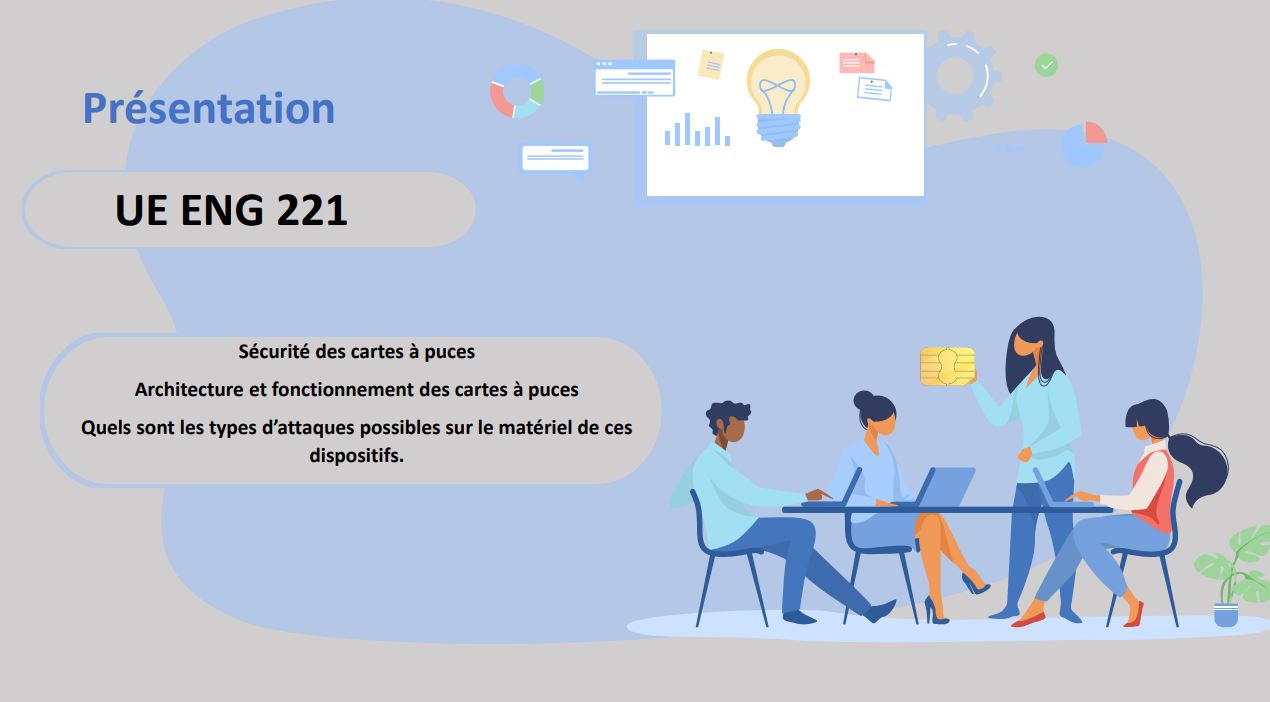 Présentation
UE ENG 221
Sécurité des cartes à puces
Architecture et fonctionnement des cartes à puces
Quels sont les types d’attaques possibles sur le matériel de ces
dispositifs.